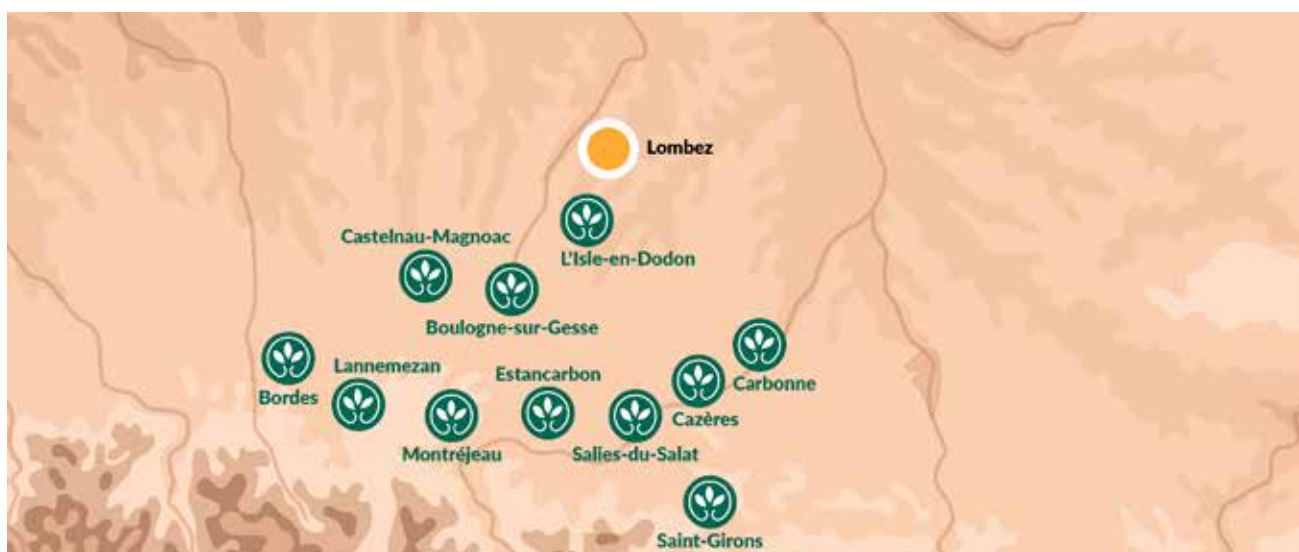 Lombez
Castelnau-Magnoac
L'Isle-en-Dodon
Boulogne-sur-Gesse
Lannemezan
Estancarbon
Bordes
Carbonne
Cazères
Montréjeau
Salies-du-Salat
Saint-Girons